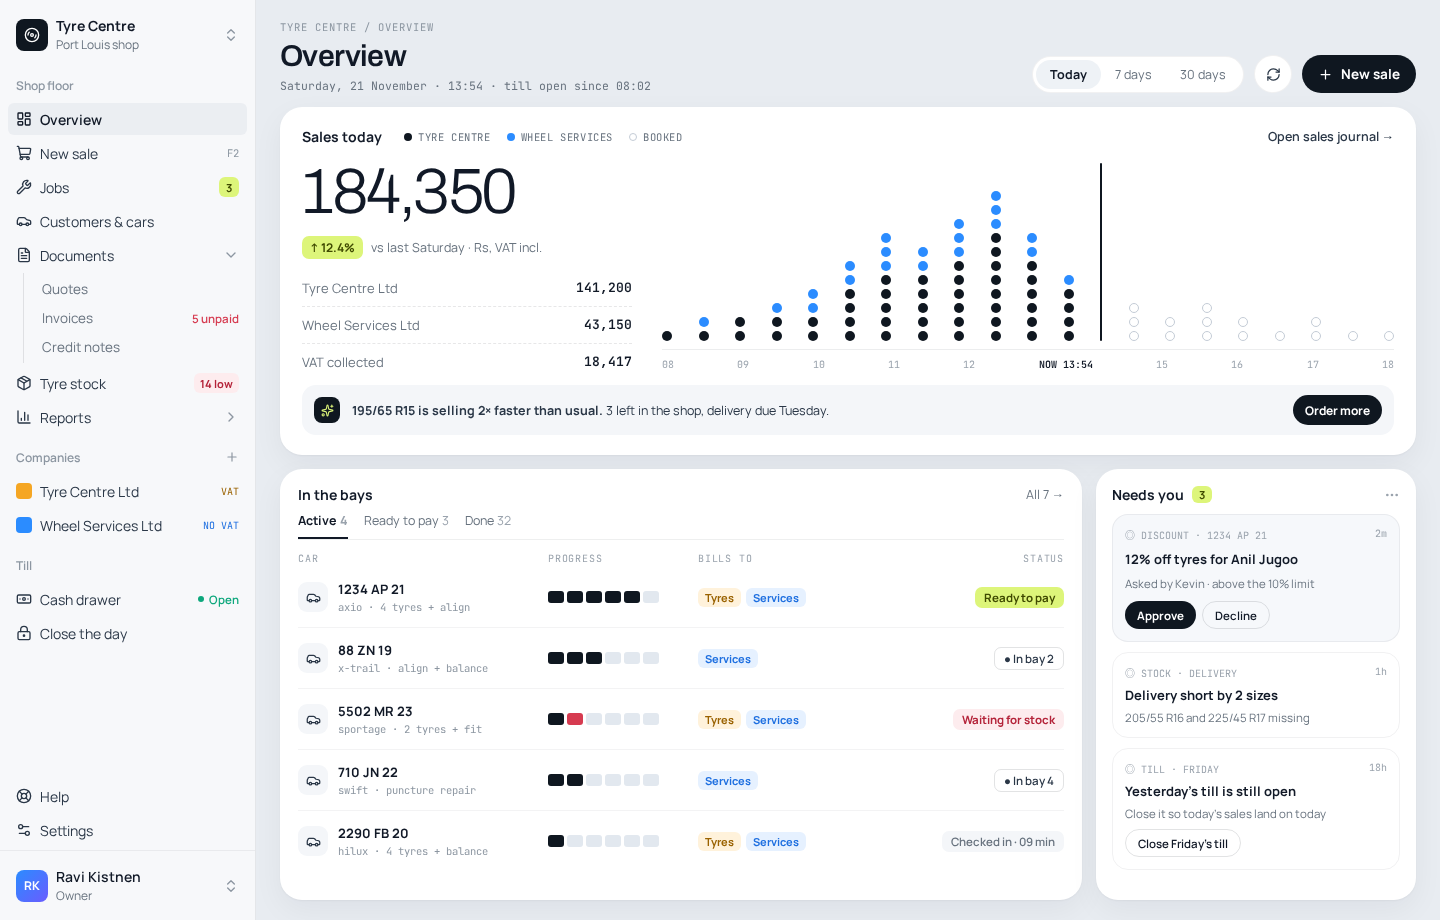 Tyre Centre
Port Louis shop
Shop floor
Overview
New sale F2
Jobs 3
Customers & cars
Documents
Quotes
Invoices 5 unpaid
Credit notes
Tyre stock 14 low
Reports
Companies +
Tyre Centre Ltd VAT
Wheel Services Ltd NO VAT
Till
Cash drawer Open
Close the day
Help
Settings
RK Ravi Kistnen
Owner
TYRE CENTRE / OVERVIEW
Overview
Saturday, 21 November · 13:54 · till open since 08:02
Today 7 days 30 days + New sale
Sales today TYRE CENTRE WHEEL SERVICES BOOKED Open sales journal →
184,350
↑ 12.4% vs last Saturday · Rs, VAT incl.
Tyre Centre Ltd 141,200
Wheel Services Ltd 43,150
VAT collected 18,417
08 09 10 11 12 NOW 13:54 15 16 17 18
195/65 R15 is selling 2× faster than usual. 3 left in the shop, delivery due Tuesday. Order more
In the bays All 7 →
Active 4 Ready to pay 3 Done 32
CAR PROGRESS BILLS TO STATUS
1234 AP 21
axio · 4 tyres + align
Tyres Services Ready to pay
88 ZN 19
x-trail · align + balance
Services ● In bay 2
5502 MR 23
sportage · 2 tyres + fit
Tyres Services Waiting for stock
710 JN 22
swift · puncture repair
Services ● In bay 4
2290 FB 20
hilux · 4 tyres + balance
Tyres Services Checked in · 09 min
Needs you 3 ···
DISCOUNT · 1234 AP 21 2m
12% off tyres for Anil Jugoo
Asked by Kevin · above the 10% limit
Approve Decline
STOCK · DELIVERY 1h
Delivery short by 2 sizes
205/55 R16 and 225/45 R17 missing
TILL · FRIDAY 18h
Yesterday's till is still open
Close it so today's sales land on today
Close Friday's till